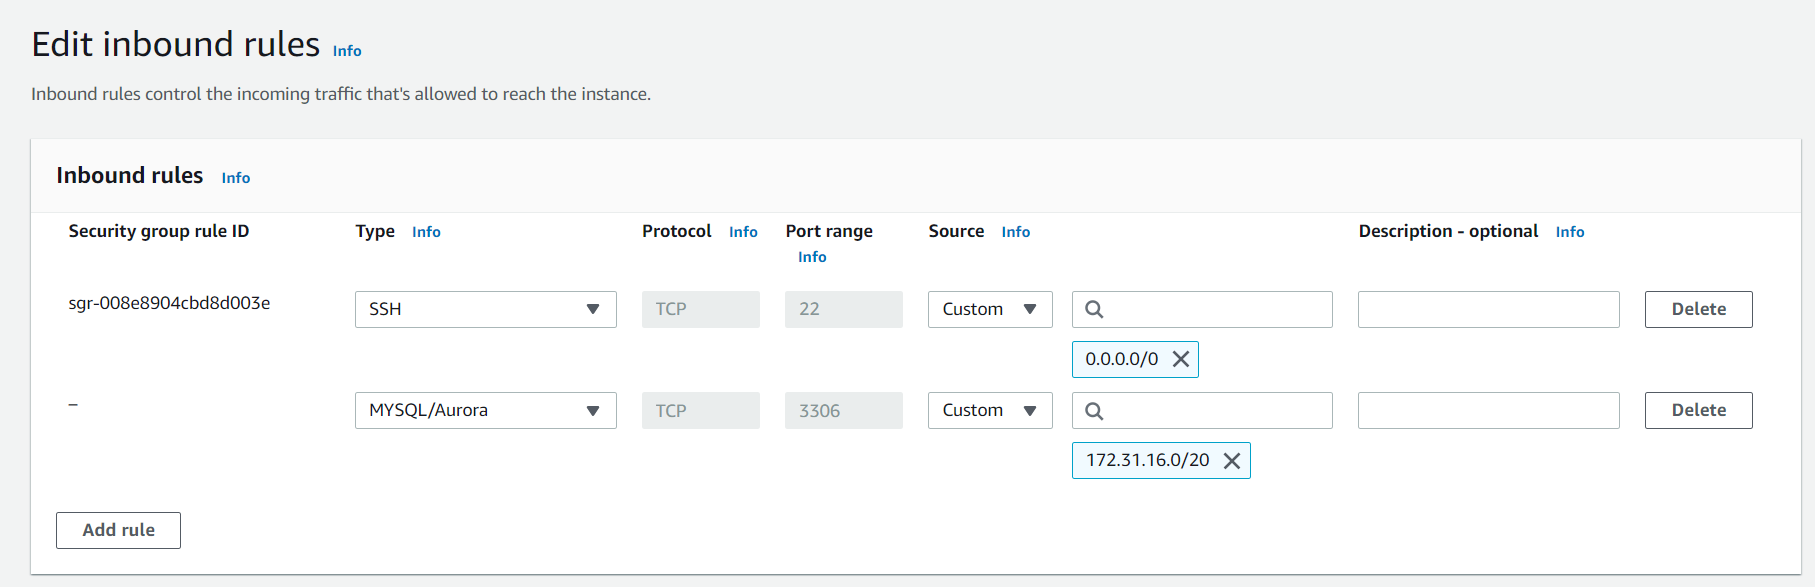 Edit inbound rules Info
Inbound rules control the incoming traffic that's allowed to reach the instance.
Inbound rules Info
Security group rule ID Type Info Protocol Info Port range Info Source Info Description - optional Info
sgr-008e8904cbd8d003e SSH TCP 22 Custom Delete
0.0.0.0/0
– MYSQL/Aurora TCP 3306 Custom Delete
172.31.16.0/20
Add rule